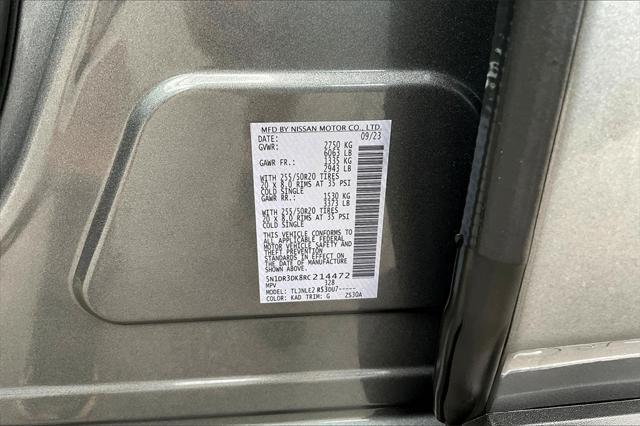 MFD BY NISSAN MOTOR CO., LTD.
DATE: 09/23
GVWR: 2750 KG
6063 LB
GAWR FR.: 1335 KG
2943 LB
WITH 255/50R20 TIRES
20 X 8.0 RIMS AT 35 PSI
COLD SINGLE
GAWR RR.: 1530 KG
3373 LB
WITH 255/50R20 TIRES
20 X 8.0 RIMS AT 35 PSI
COLD SINGLE
THIS VEHICLE CONFORMS TO
ALL APPLICABLE FEDERAL
MOTOR VEHICLE SAFETY AND
THEFT PREVENTION
STANDARDS IN EFFECT ON
THE DATE OF MANUFACTURE
SHOWN ABOVE.
5N1DR3DK8RC214472
MPV 328
MODEL: TLJNLE2 RS30U7-----
COLOR: KAD TRIM: G ZS30A